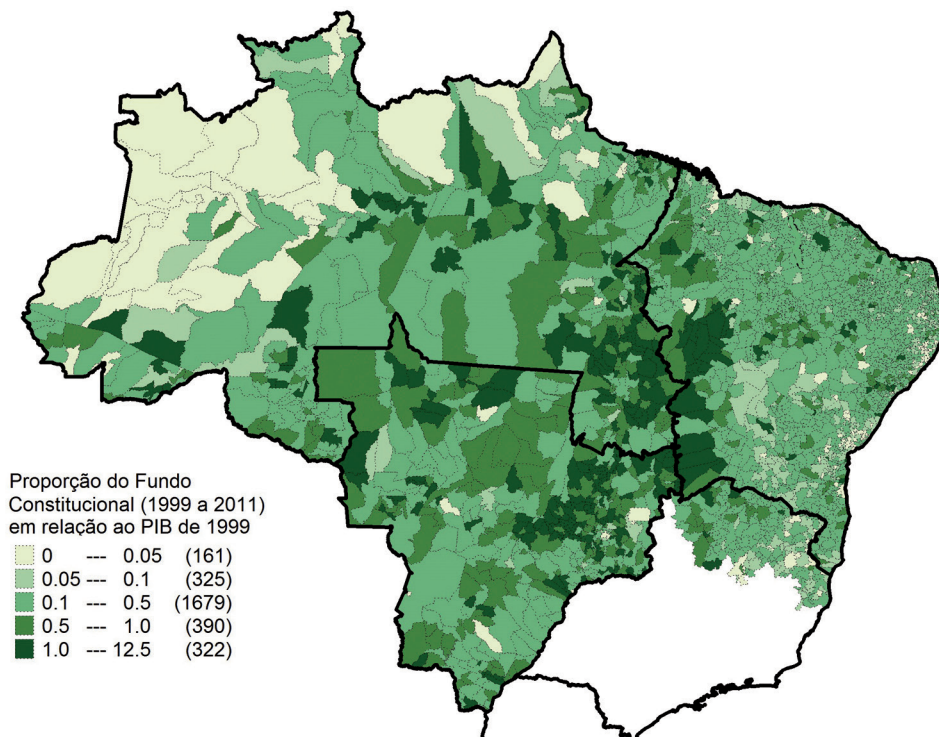 Proporção do Fundo
Constitucional (1999 a 2011)
em relação ao PIB de 1999
0 --- 0.05 (161)
0.05 --- 0.1 (325)
0.1 --- 0.5 (1679)
0.5 --- 1.0 (390)
1.0 --- 12.5 (322)